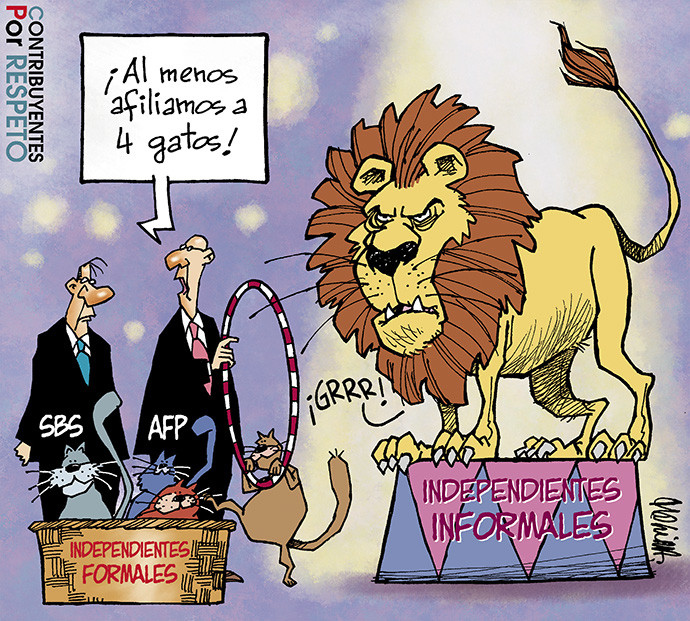 CONTRIBUYENTES
Por RESPETO
¡Al menos
afiliamos a
4 gatos!
SBS
AFP
¡GRRR!
INDEPENDIENTES
FORMALES
INDEPENDIENTES
INFORMALES